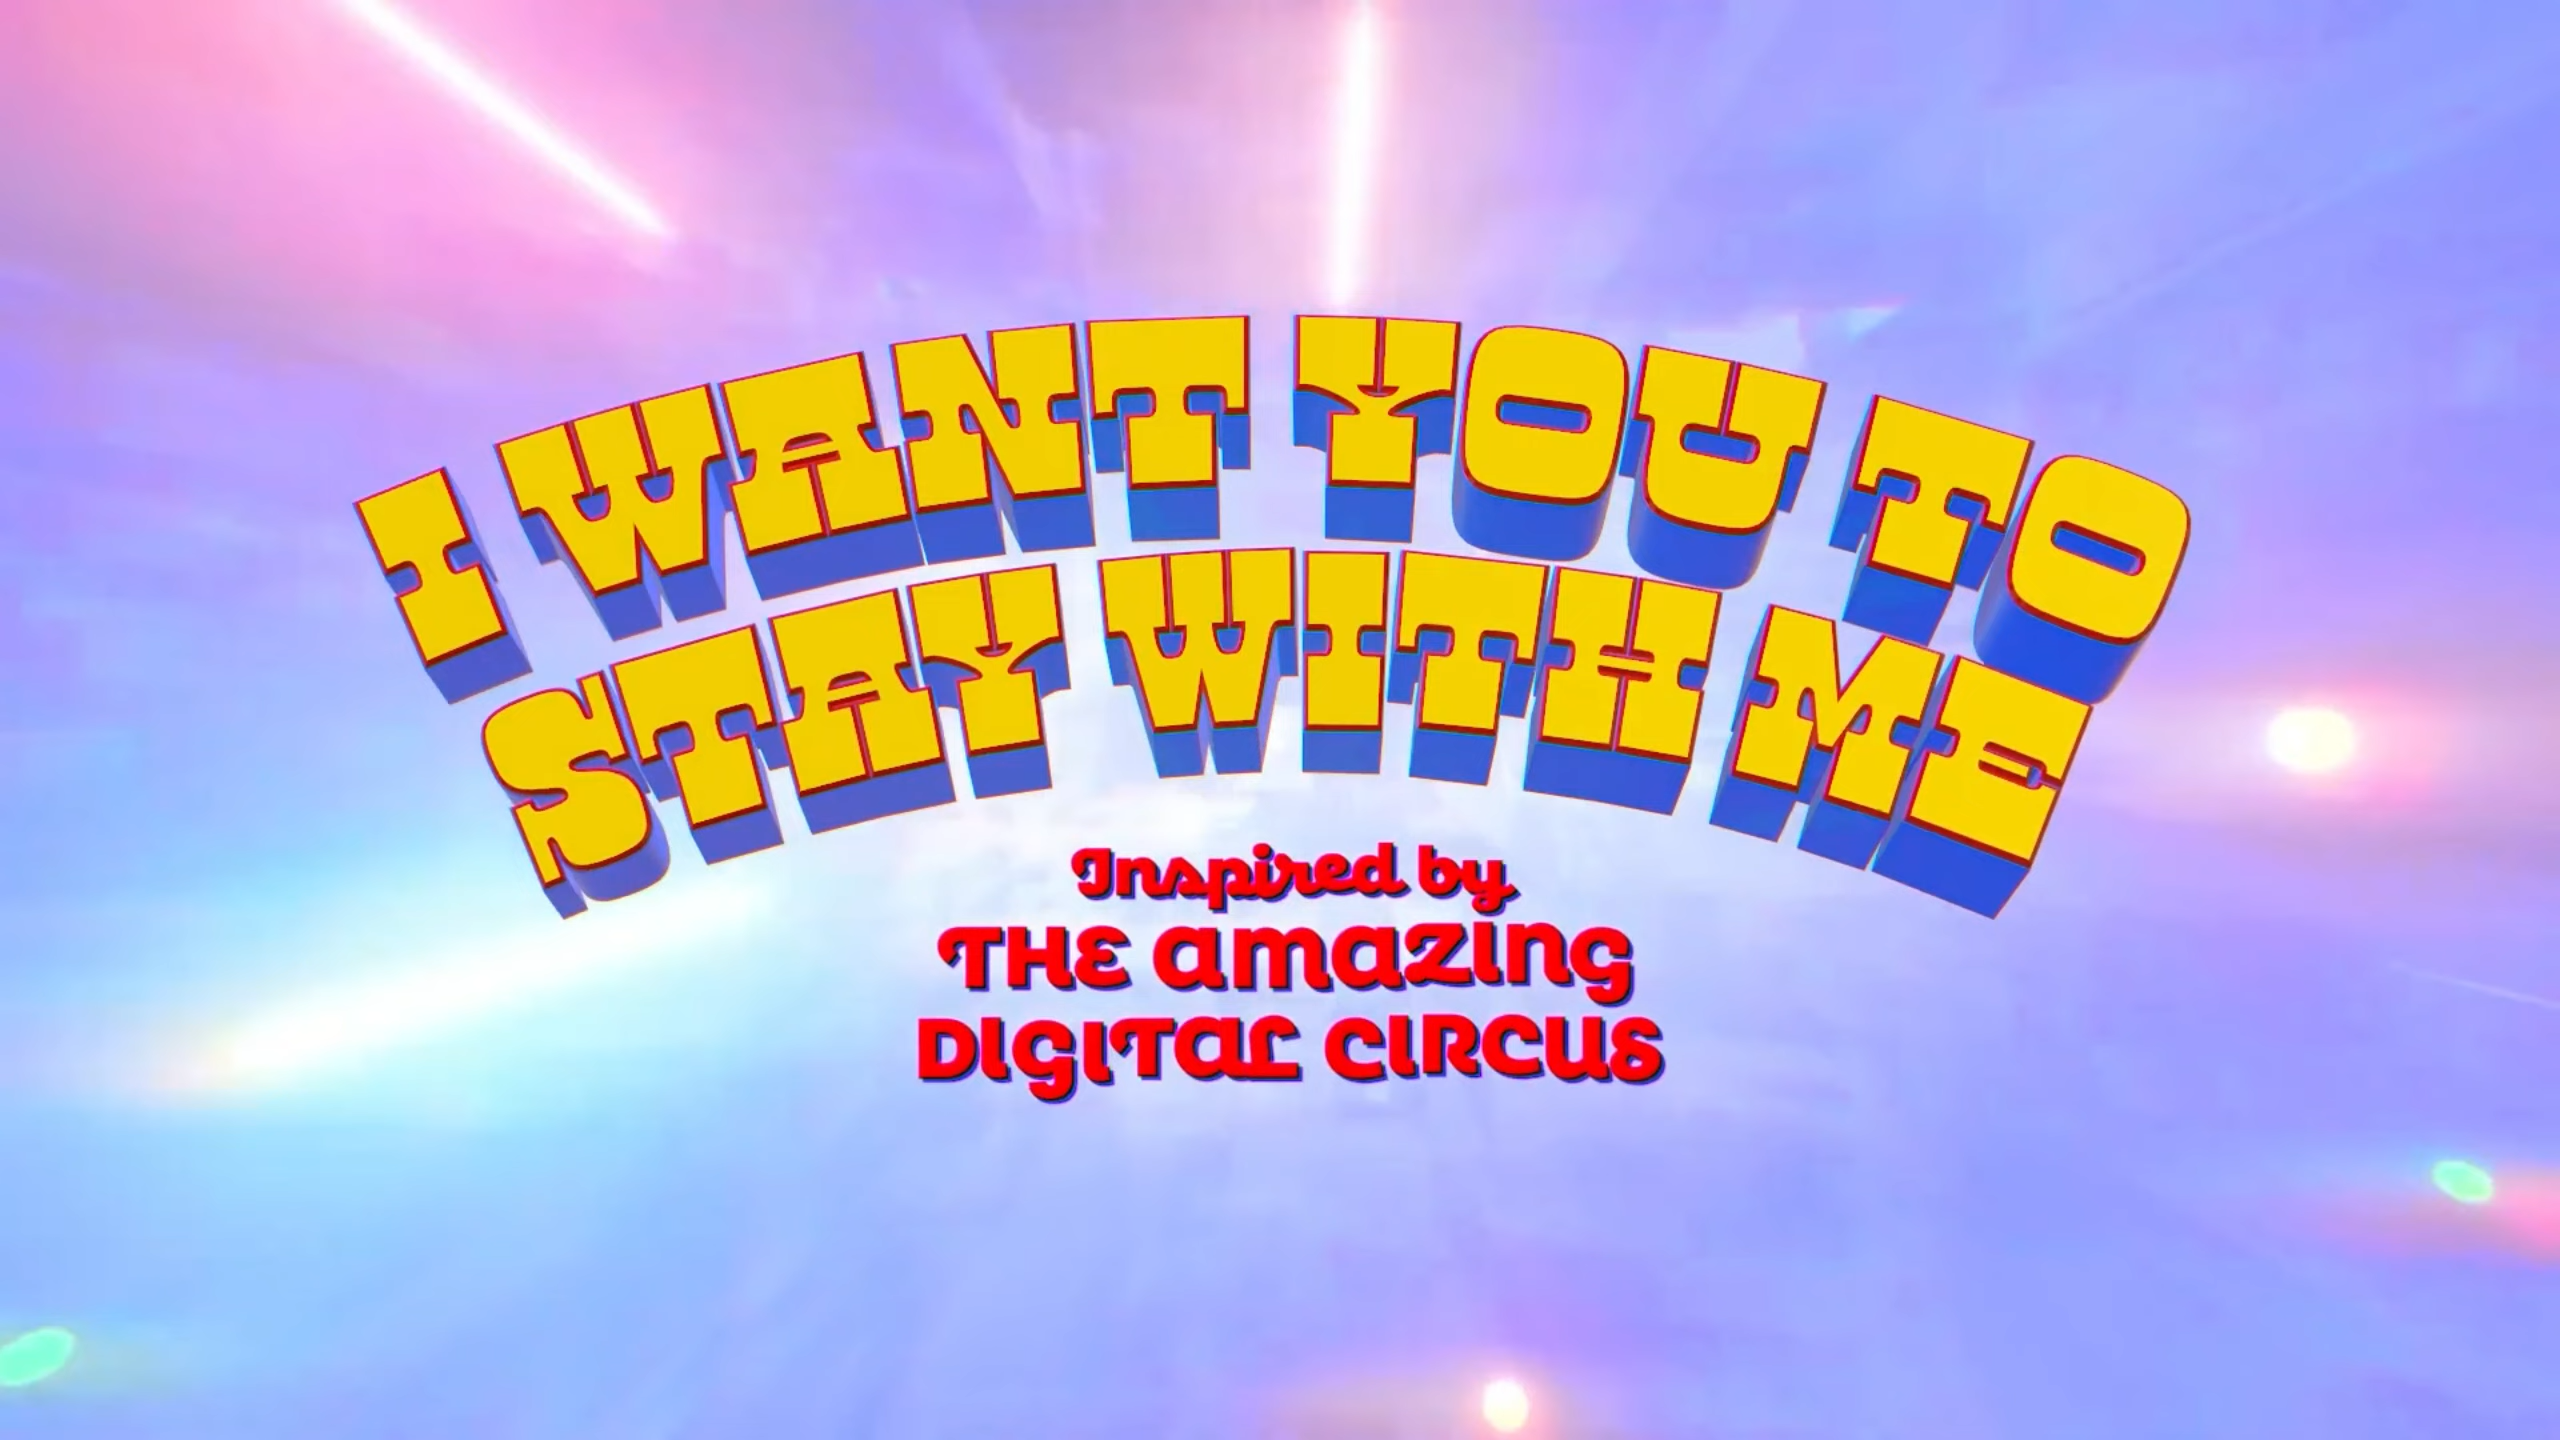 I WANT YOU TO
STAY WITH ME
Inspired by
THE amazing
DIGITAL CIRCUS